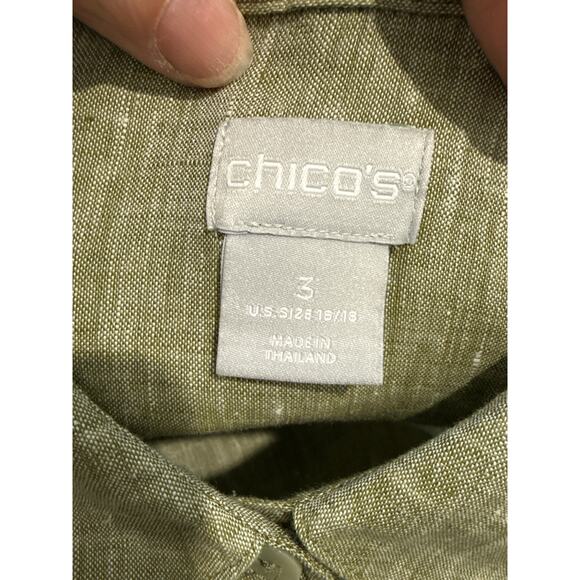 chico's®
3
U.S. SIZE 16/18
MADE IN
THAILAND